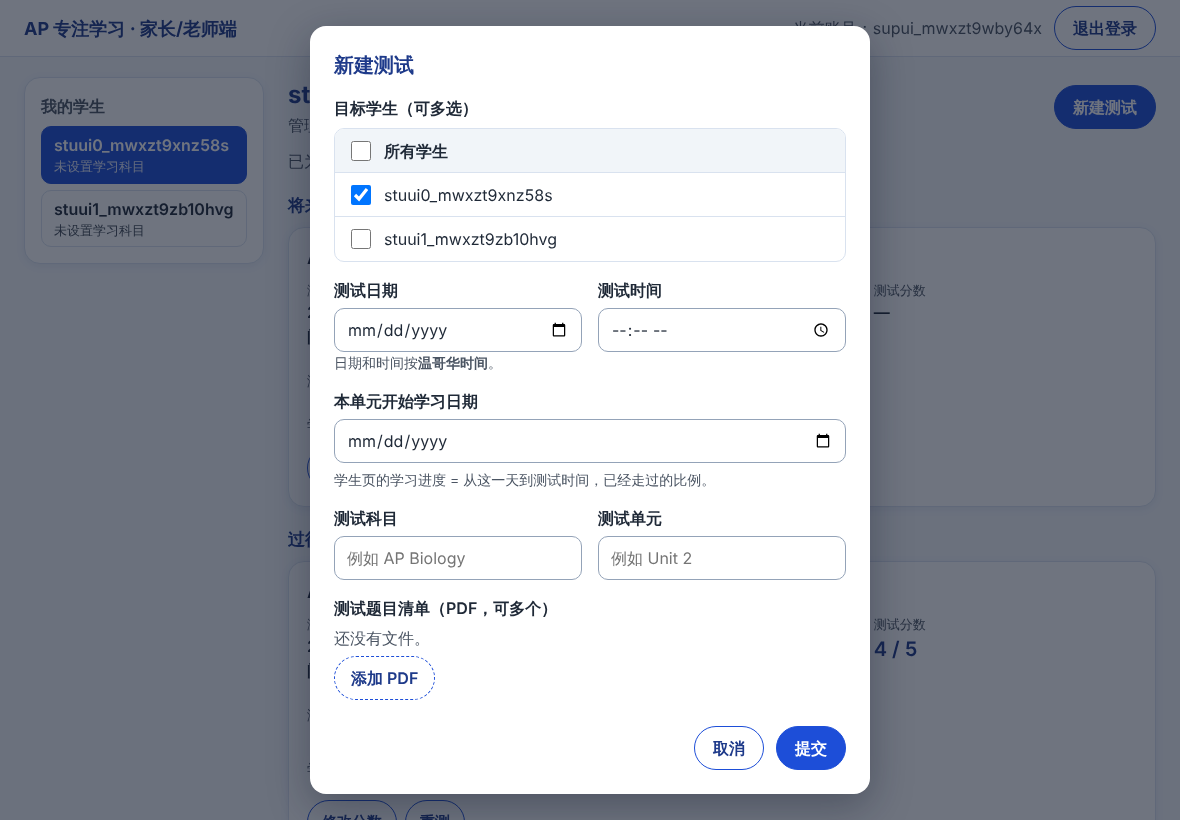 AP 专注学习 · 家长/老师端
supui_mwxzt9wby64x
退出登录
我的学生
stuui0_mwxzt9xnz58s
未设置学习科目
stuui1_mwxzt9zb10hvg
未设置学习科目
新建测试
测试分数
—
测试分数
4 / 5
新建测试
目标学生（可多选）
所有学生
stuui0_mwxzt9xnz58s
stuui1_mwxzt9zb10hvg
测试日期
测试时间
mm/dd/yyyy
--:-- --
日期和时间按温哥华时间。
本单元开始学习日期
mm/dd/yyyy
学生页的学习进度 = 从这一天到测试时间，已经走过的比例。
测试科目
测试单元
例如 AP Biology
例如 Unit 2
测试题目清单（PDF，可多个）
还没有文件。
添加 PDF
取消
提交